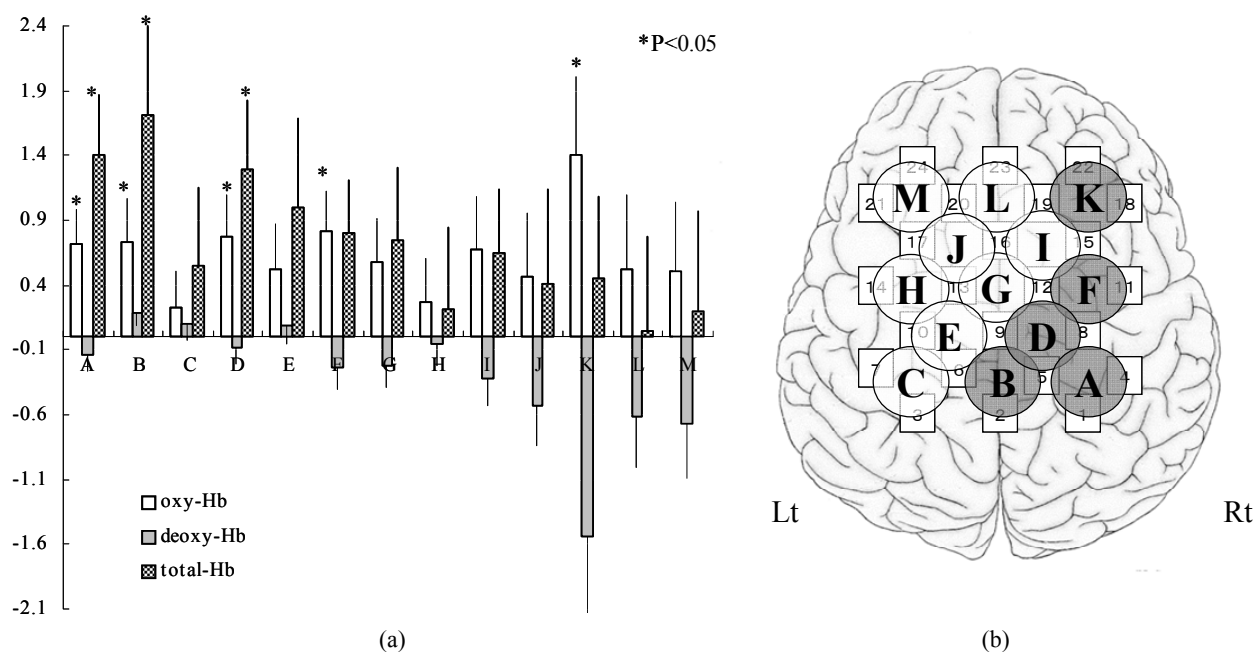 2.4
1.9
1.4
0.9
0.4
-0.1
-0.6
-1.1
-1.6
-2.1
* * * * * * * *
*P<0.05
A B C D E F G H I J K L M
oxy-Hb
deoxy-Hb
total-Hb
(a)
24 23 22
M L K
21 20 19 18
17 J 16 I 15
14 H 13 G 12 F 11
10 E 9 D 8
7 6 5 4
C B A
3 2 1
Lt Rt
(b)